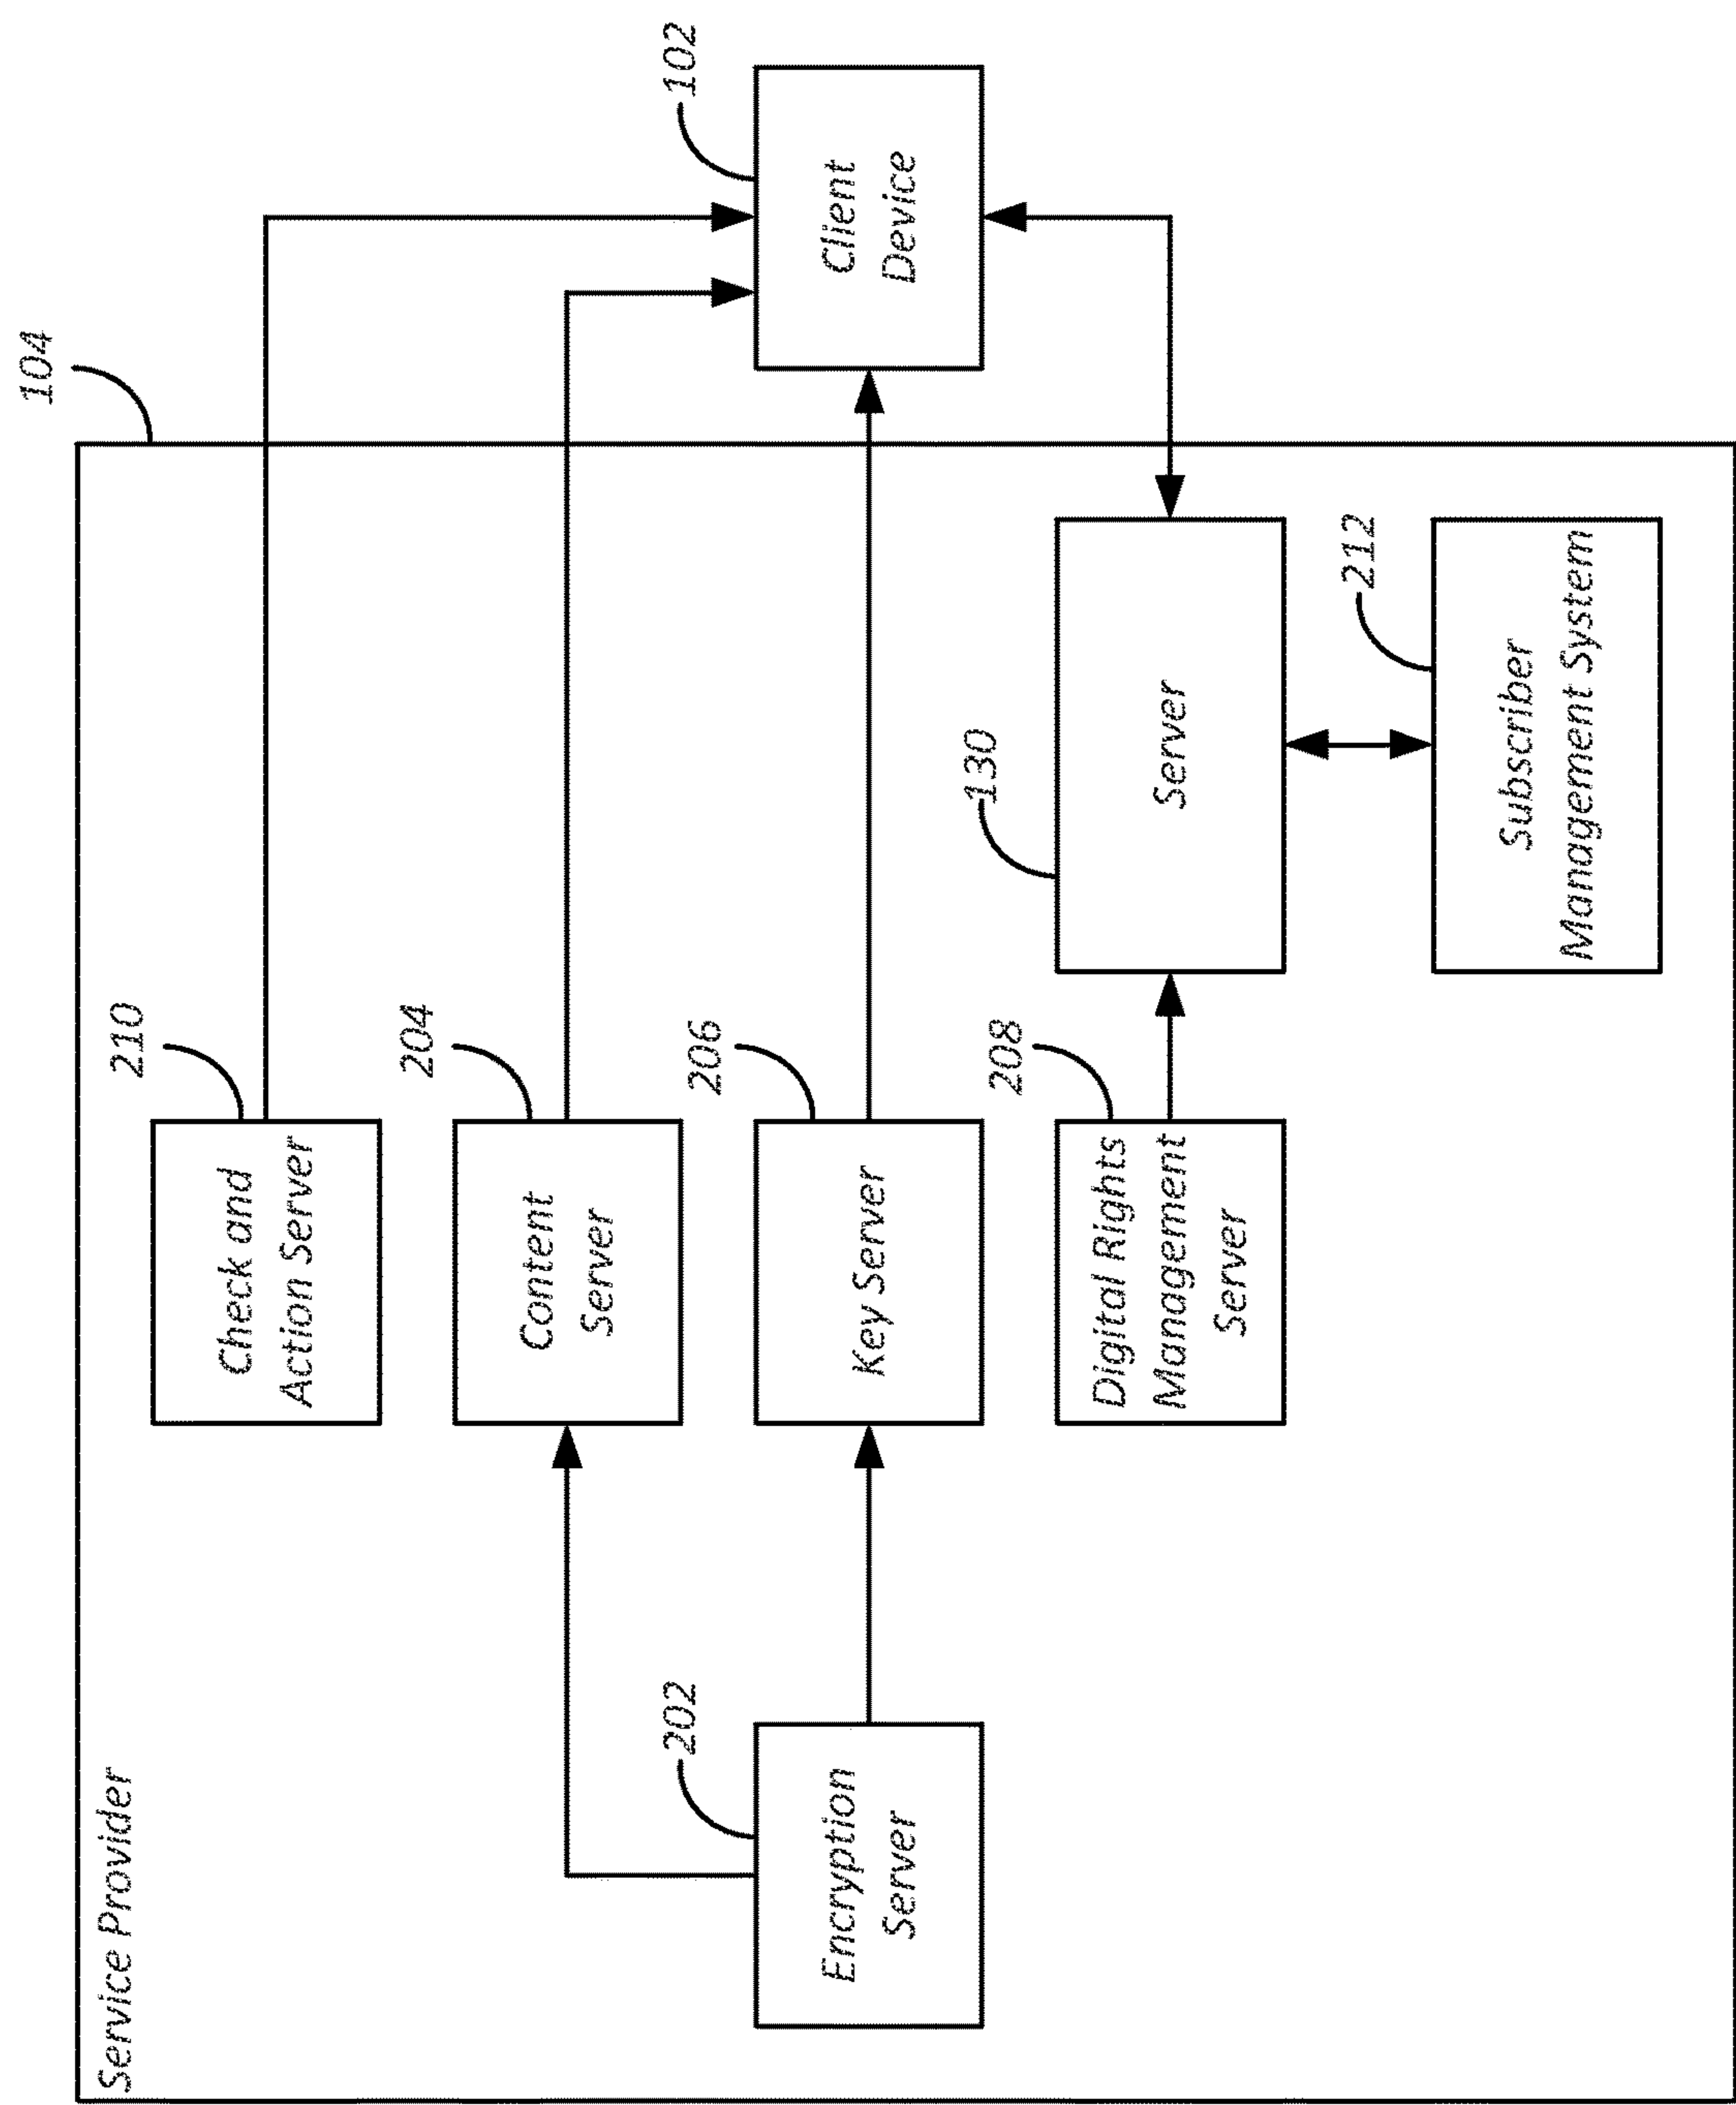 Service Provider
104
Check and
Action Server
210
Content
Server
204
102
Client
Device
202
Encryption
Server
Key Server
206
130
Server
Digital Rights
Management
Server
208
212
Subscriber
Management System